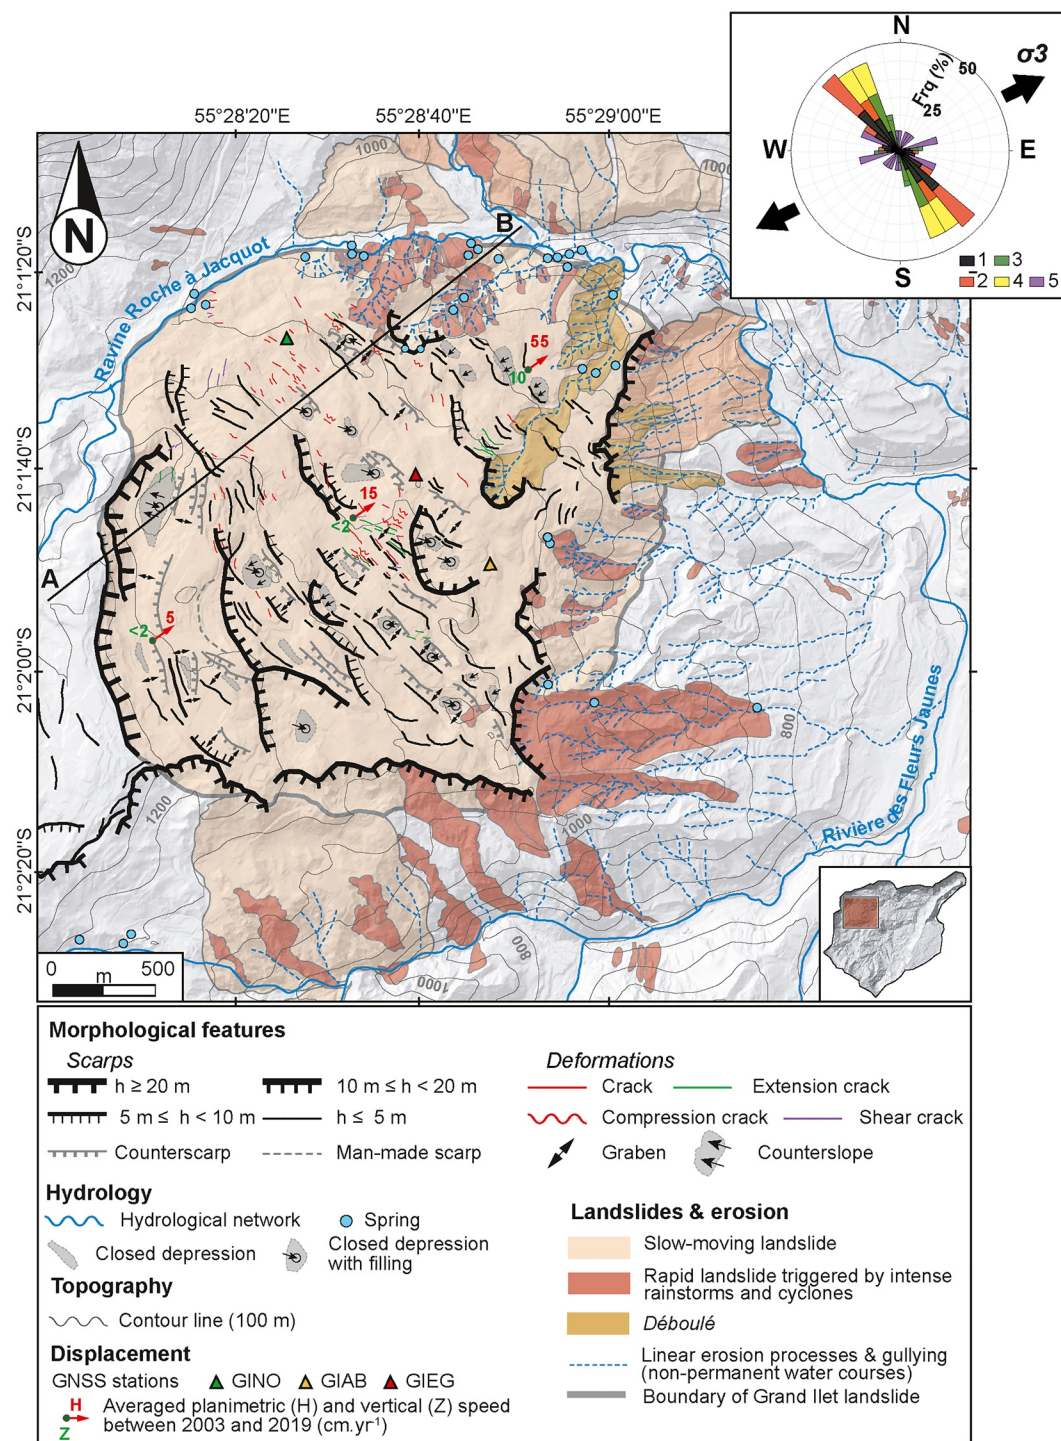 N
σ3
50
Frq (%)
25
W
E
S
1
3
2
4
5
55°28'20"E
55°28'40"E
55°29'00"E
1000
1000
N
B
Ravine Roche à Jacquot
1200
21°1'20"S
55
10
21°1'40"S
15
<2
A
<2
5
21°2'00"S
800
Rivière des Fleurs Jaunes
1200
1000
21°2'20"S
800
1000
0
m
500
Morphological features
Scarps
Deformations
h ≥ 20 m
10 m ≤ h < 20 m
Crack
Extension crack
5 m ≤ h < 10 m
h ≤ 5 m
Compression crack
Shear crack
Counterscarp
Man-made scarp
Graben
Counterslope
Hydrology
Hydrological network
Spring
Closed depression
Closed depression
with filling
Topography
Contour line (100 m)
Displacement
GNSS stations
GINO
GIAB
GIEG
H
Z
Averaged planimetric (H) and vertical (Z) speed
between 2003 and 2019 (cm.yr⁻¹)
Landslides & erosion
Slow-moving landslide
Rapid landslide triggered by intense
rainstorms and cyclones
Déboulé
Linear erosion processes & gullying
(non-permanent water courses)
Boundary of Grand Ilet landslide